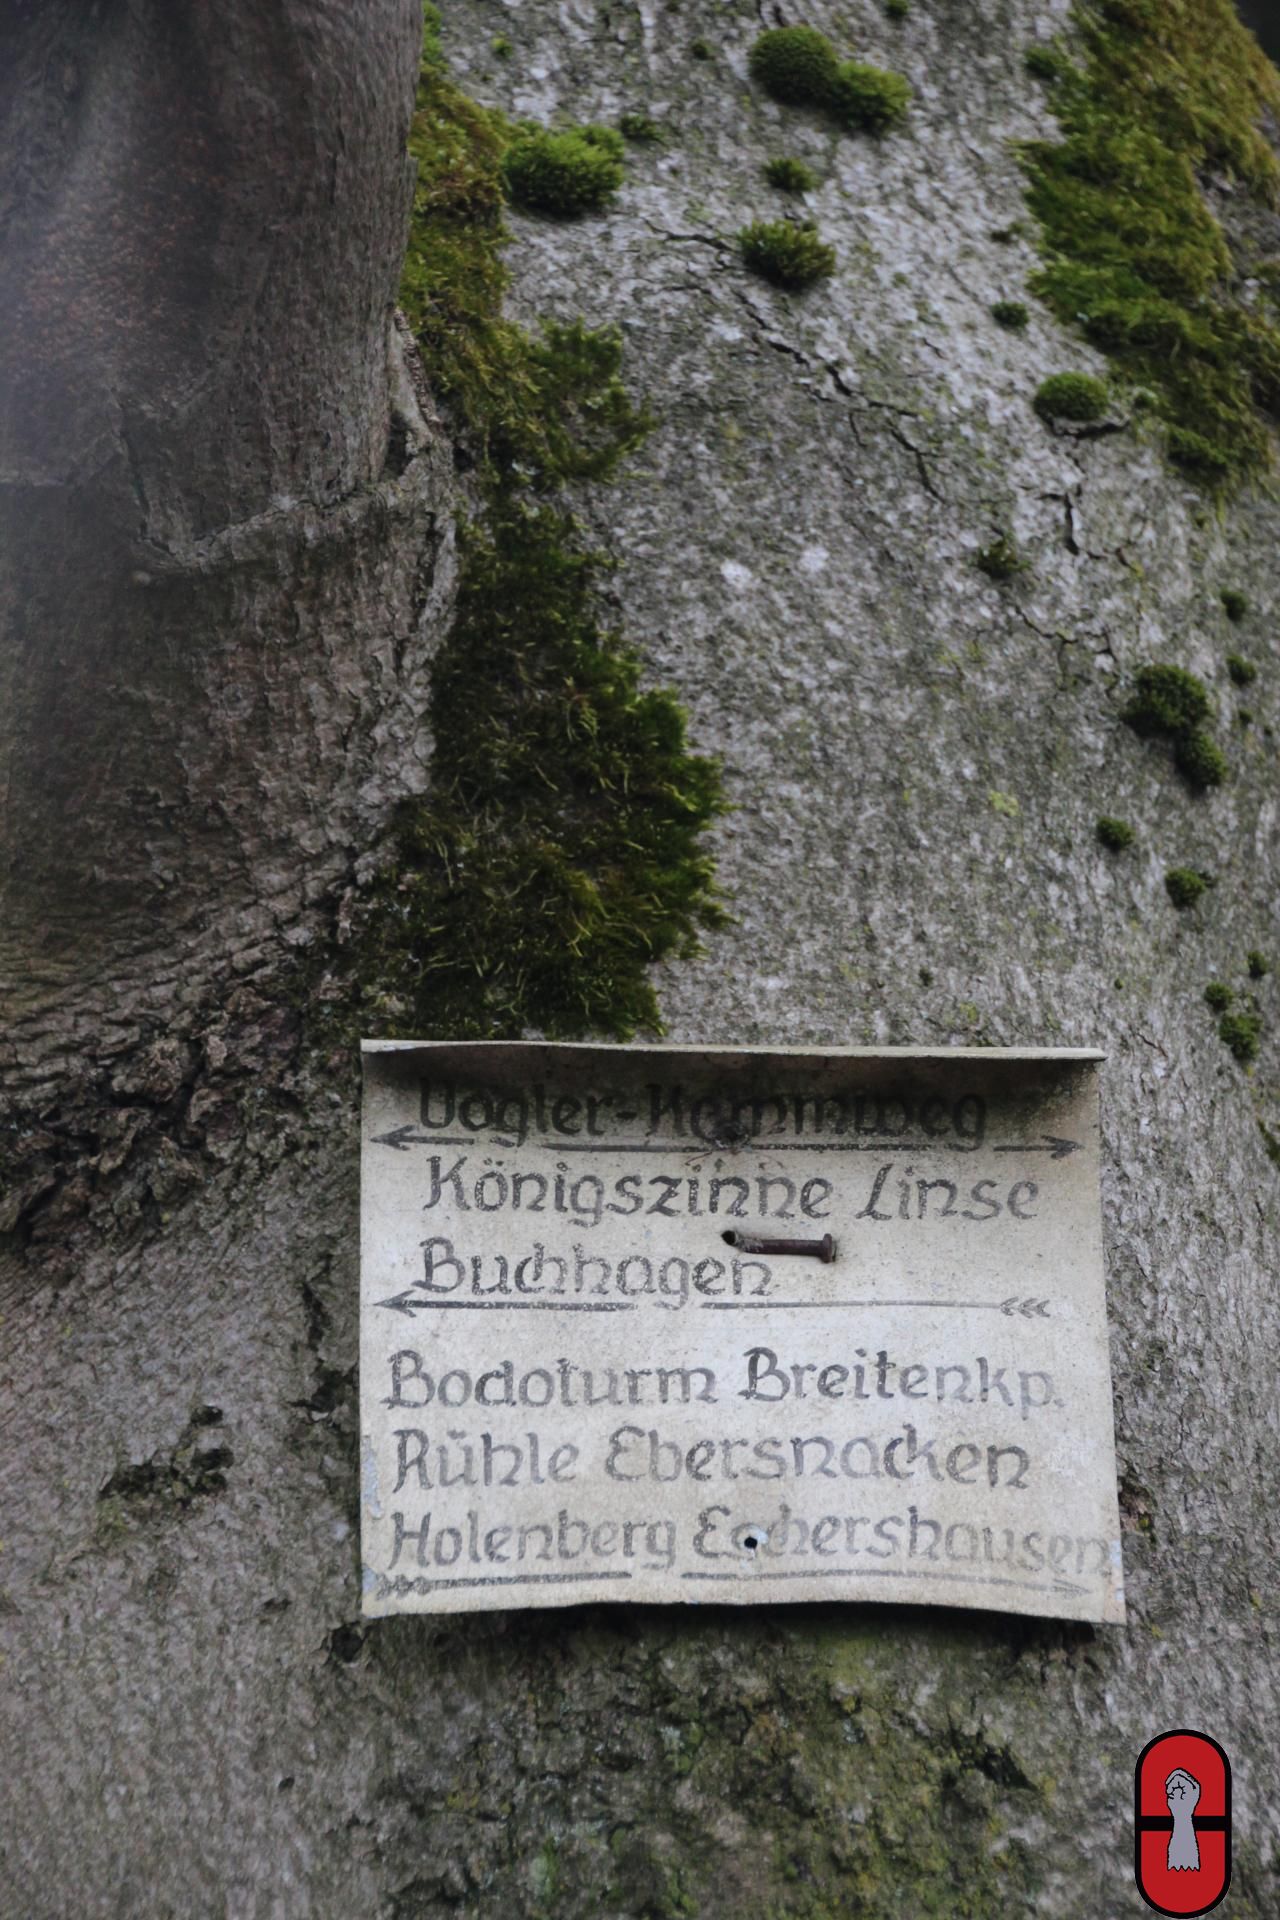 Vogler-Kammweg
Königszinne Linse
Buchhagen
Bodoturm Breitenkp.
Rühle Ebersnacken
Holenberg Eschershausen